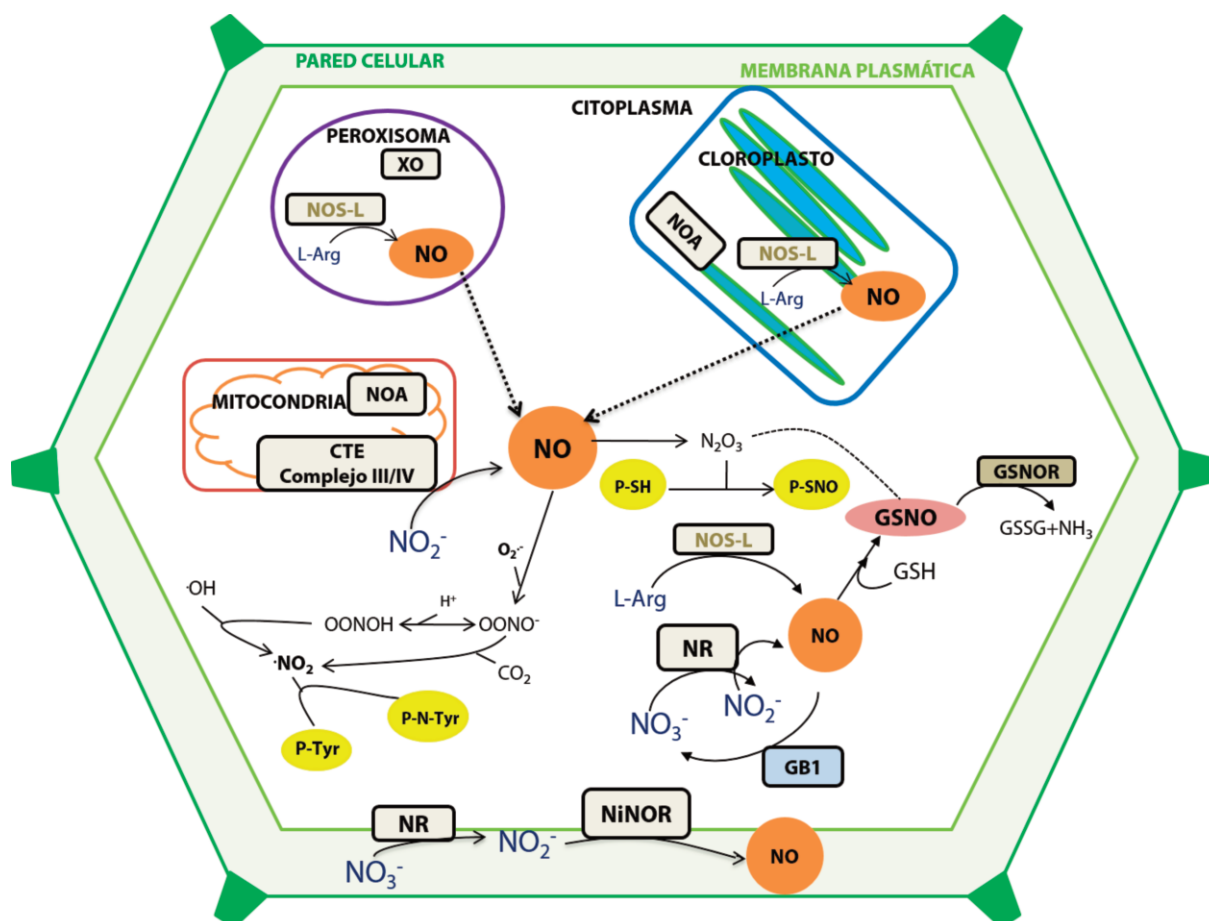 PARED CELULAR
MEMBRANA PLASMÁTICA
CITOPLASMA
PEROXISOMA
XO
NOS-L
L-Arg
NO
CLOROPLASTO
NOA
NOS-L
L-Arg
NO
MITOCONDRIA
NOA
CTE
Complejo III/IV
NO₂⁻
NO
N₂O₃
P-SH
P-SNO
GSNO
GSNOR
GSSG+NH₃
NOS-L
L-Arg
GSH
NO
NR
NO₃⁻
NO₂⁻
GB1
O₂·⁻
·OH
OONOH
H⁺
OONO⁻
·NO₂
CO₂
P-N-Tyr
P-Tyr
NR
NO₃⁻
NO₂⁻
NiNOR
NO